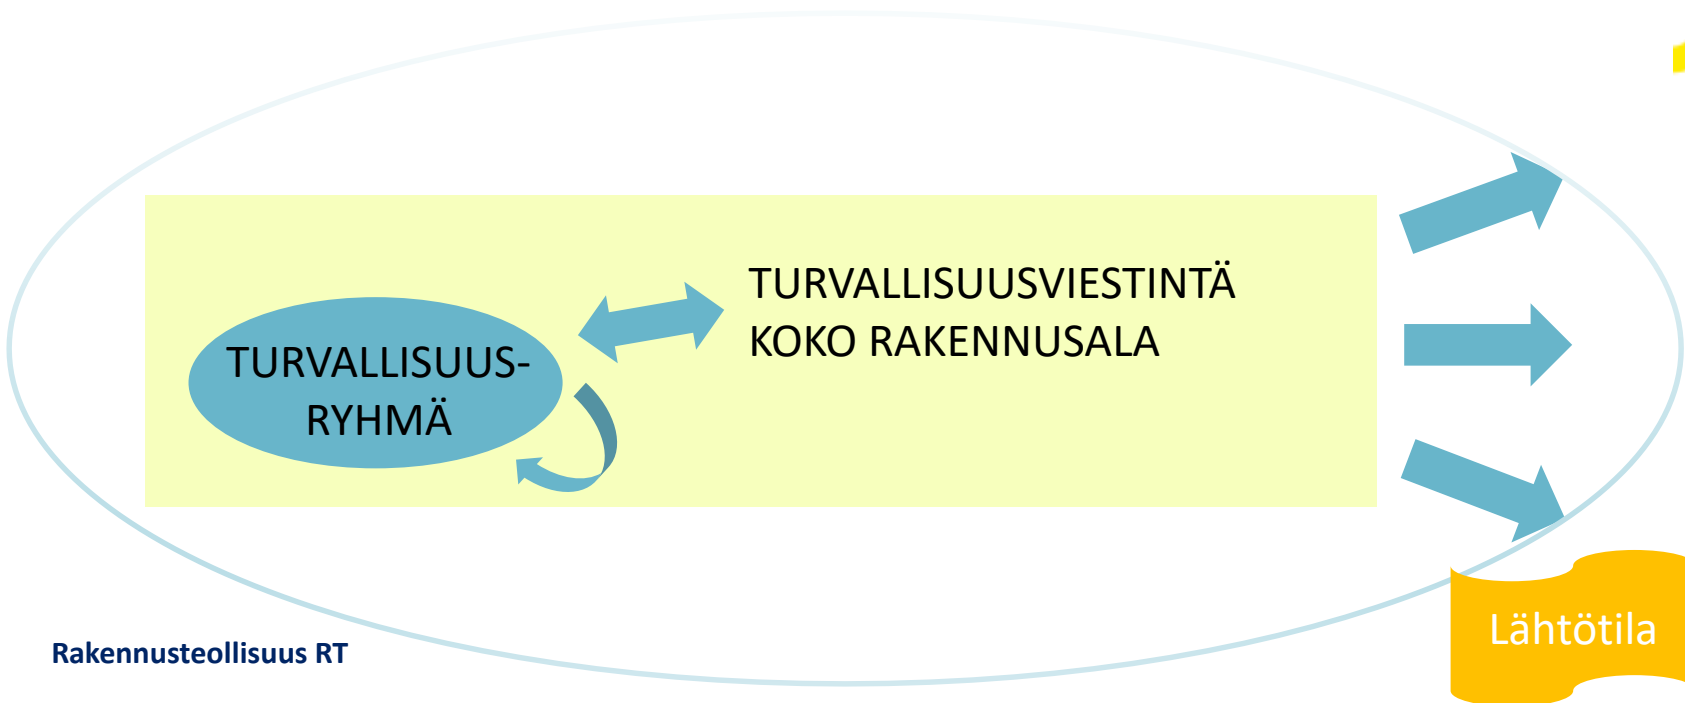 TURVALLISUUSVIESTINTÄ
KOKO RAKENNUSALA
TURVALLISUUS-
RYHMÄ
Lähtötila
Rakennusteollisuus RT